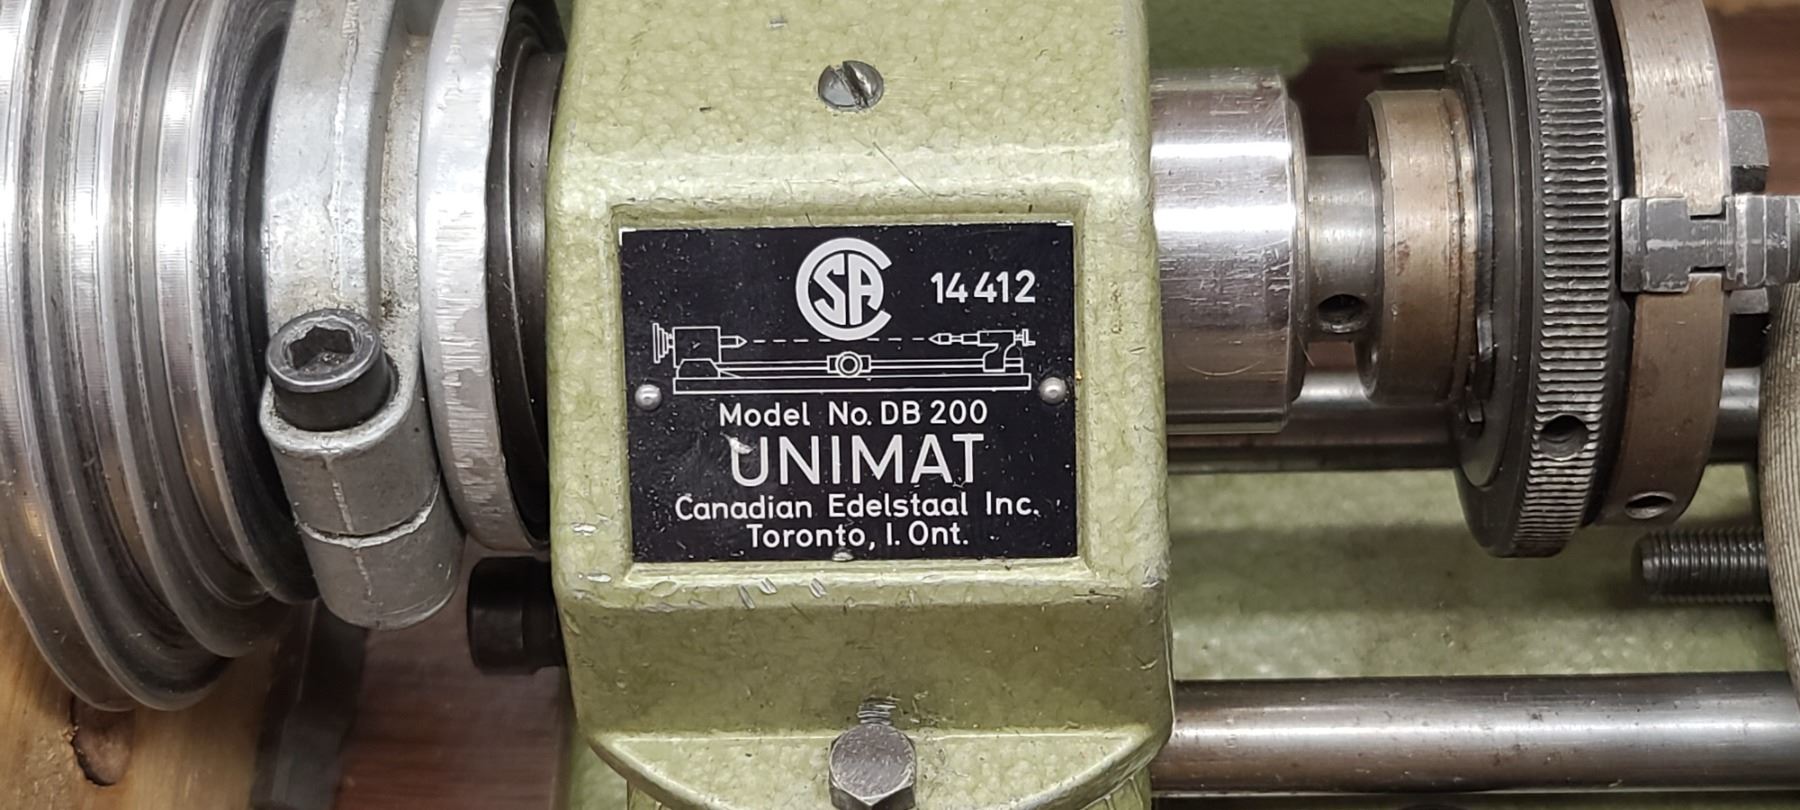 CSA 14412
Model No. DB 200
UNIMAT
Canadian Edelstaal Inc.
Toronto, I. Ont.